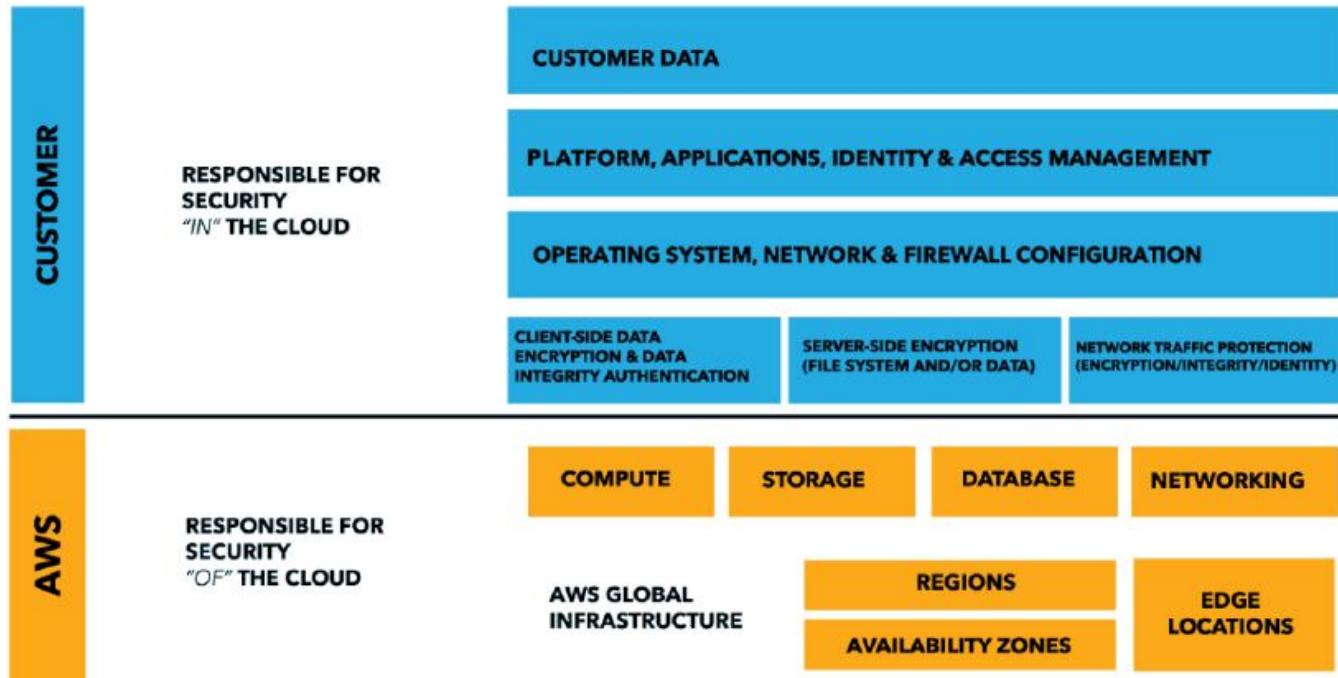 CUSTOMER
RESPONSIBLE FOR
SECURITY
"IN" THE CLOUD
CUSTOMER DATA
PLATFORM, APPLICATIONS, IDENTITY & ACCESS MANAGEMENT
OPERATING SYSTEM, NETWORK & FIREWALL CONFIGURATION
CLIENT-SIDE DATA
ENCRYPTION & DATA
INTEGRITY AUTHENTICATION
SERVER-SIDE ENCRYPTION
(FILE SYSTEM AND/OR DATA)
NETWORK TRAFFIC PROTECTION
(ENCRYPTION/INTEGRITY/IDENTITY)
AWS
RESPONSIBLE FOR
SECURITY
"OF" THE CLOUD
COMPUTE
STORAGE
DATABASE
NETWORKING
AWS GLOBAL
INFRASTRUCTURE
REGIONS
AVAILABILITY ZONES
EDGE
LOCATIONS